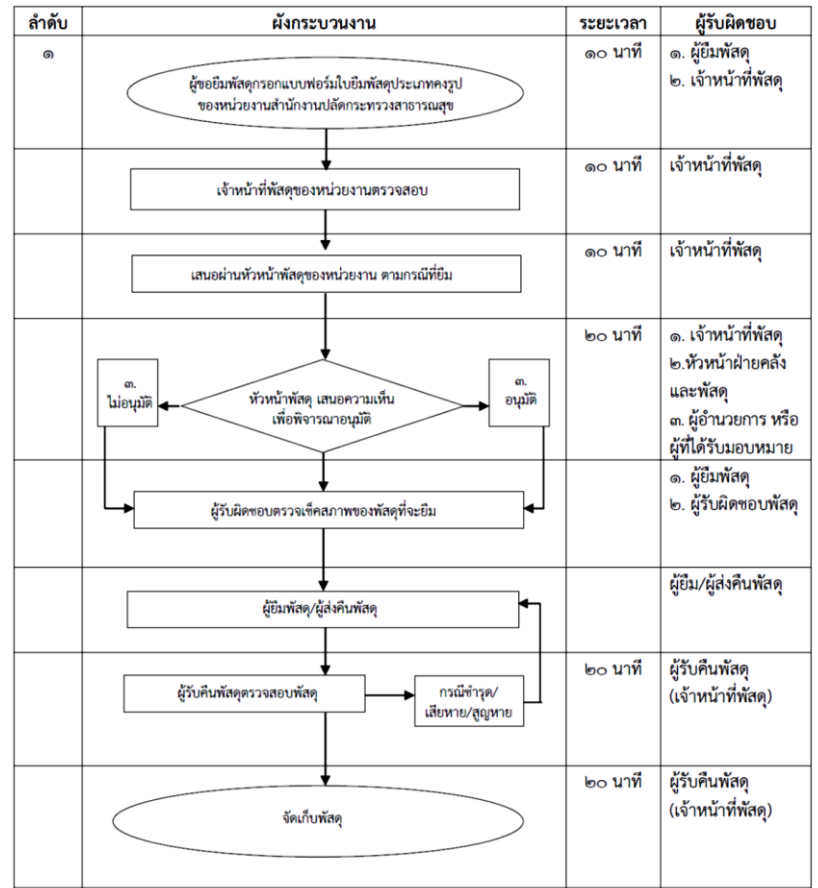 ลำดับ ผังกระบวนงาน ระยะเวลา ผู้รับผิดชอบ
๑
ผู้ขอยืมพัสดุกรอกแบบฟอร์มใบยืมพัสดุประเภทคงรูป
ของหน่วยงานสำนักงานปลัดกระทรวงสาธารณสุข
๑๐ นาที
๑. ผู้ยืมพัสดุ
๒. เจ้าหน้าที่พัสดุ
เจ้าหน้าที่พัสดุของหน่วยงานตรวจสอบ
๑๐ นาที
เจ้าหน้าที่พัสดุ
เสนอผ่านหัวหน้าพัสดุของหน่วยงาน ตามกรณีที่ยืม
๑๐ นาที
เจ้าหน้าที่พัสดุ
๓.
ไม่อนุมัติ
หัวหน้าพัสดุ เสนอความเห็น
เพื่อพิจารณาอนุมัติ
๓.
อนุมัติ
๒๐ นาที
๑. เจ้าหน้าที่พัสดุ
๒.หัวหน้าฝ่ายคลัง
และพัสดุ
๓. ผู้อำนวยการ หรือ
ผู้ที่ได้รับมอบหมาย
ผู้รับผิดชอบตรวจเช็คสภาพของพัสดุที่จะยืม
๑. ผู้ยืมพัสดุ
๒. ผู้รับผิดชอบพัสดุ
ผู้ยืมพัสดุ/ผู้ส่งคืนพัสดุ
ผู้ยืม/ผู้ส่งคืนพัสดุ
ผู้รับคืนพัสดุตรวจสอบพัสดุ
กรณีชำรุด/
เสียหาย/สูญหาย
๒๐ นาที
ผู้รับคืนพัสดุ
(เจ้าหน้าที่พัสดุ)
จัดเก็บพัสดุ
๒๐ นาที
ผู้รับคืนพัสดุ
(เจ้าหน้าที่พัสดุ)